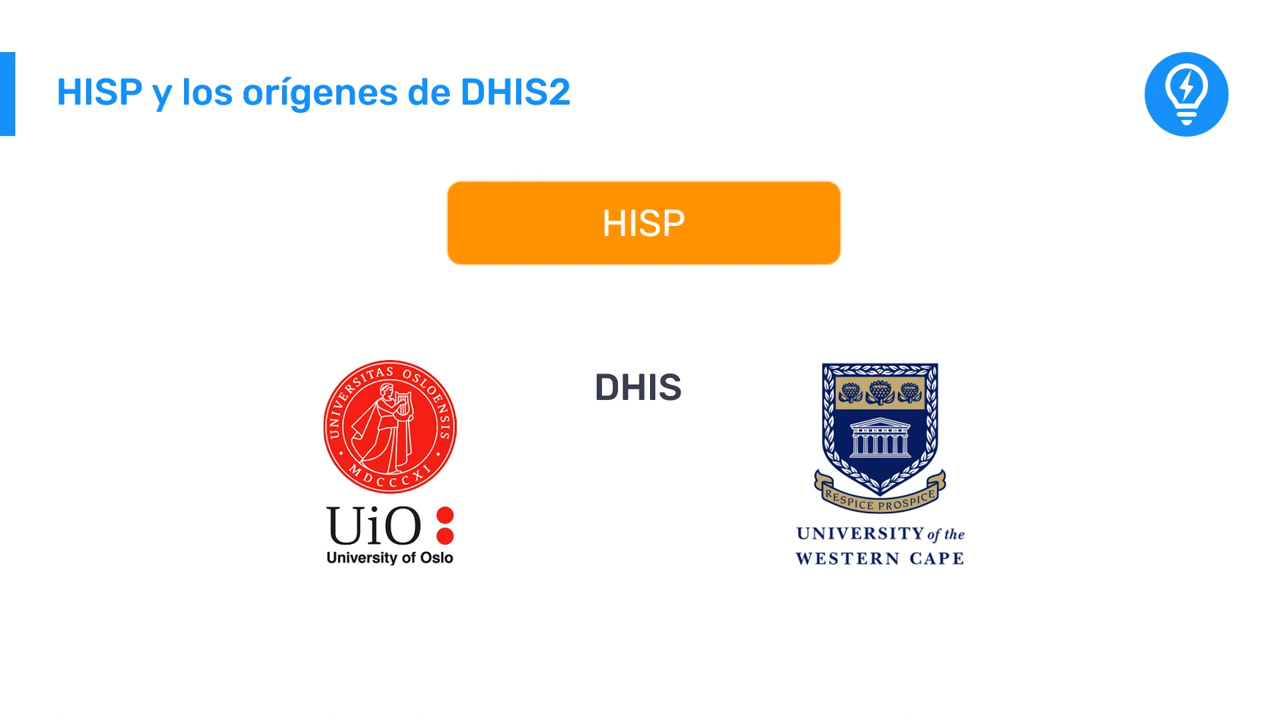 HISP y los orígenes de DHIS2
HISP
DHIS
UNIVERSITAS OSLOENSIS
MDCCCXI
UiO
University of Oslo
RESPICE PROSPICE
UNIVERSITY of the
WESTERN CAPE